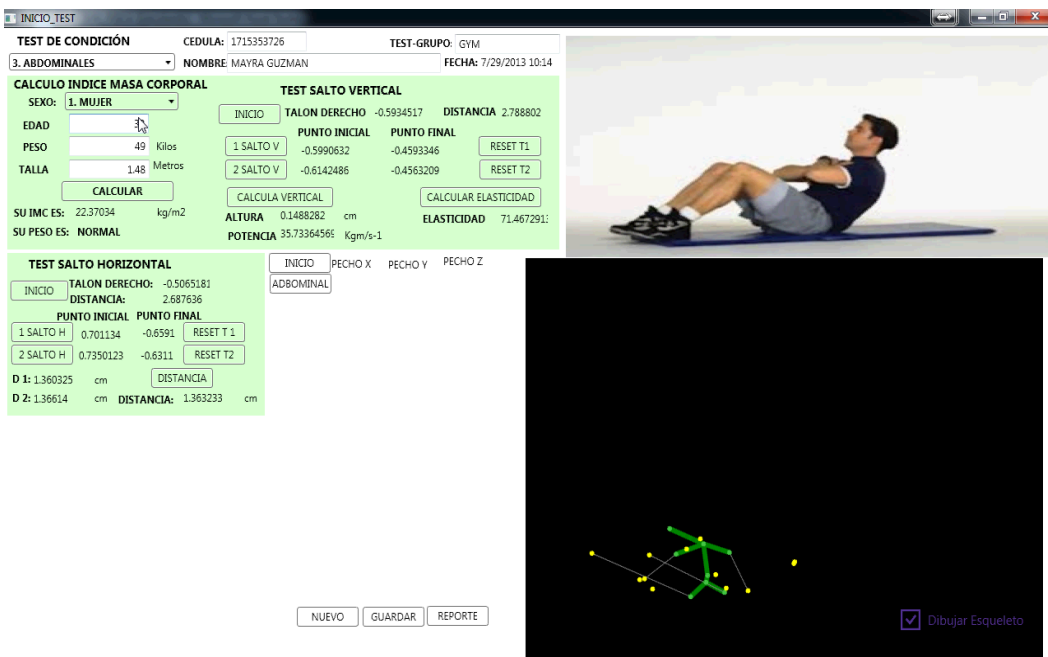 INICIO_TEST
TEST DE CONDICIÓN CEDULA: 1715353726 TEST-GRUPO: GYM
3. ABDOMINALES NOMBRE MAYRA GUZMAN FECHA: 7/29/2013 10:14
CALCULO INDICE MASA CORPORAL
SEXO: 1. MUJER
EDAD
PESO 49 Kilos
TALLA 1.48 Metros
CALCULAR
SU IMC ES: 22.37034 kg/m2
SU PESO ES: NORMAL
TEST SALTO VERTICAL
INICIO TALON DERECHO -0.5934517 DISTANCIA 2.788802
PUNTO INICIAL PUNTO FINAL
1 SALTO V -0.5990632 -0.4593346 RESET T1
2 SALTO V -0.6142486 -0.4563209 RESET T2
CALCULA VERTICAL CALCULAR ELASTICIDAD
ALTURA 0.1488282 cm ELASTICIDAD 71.4672913
POTENCIA 35.73364569 Kgm/s-1
TEST SALTO HORIZONTAL
INICIO TALON DERECHO: -0.5065181
DISTANCIA: 2.687636
PUNTO INICIAL PUNTO FINAL
1 SALTO H 0.701134 -0.6591 RESET T 1
2 SALTO H 0.7350123 -0.6311 RESET T2
D 1: 1.360325 cm DISTANCIA
D 2: 1.36614 cm DISTANCIA: 1.363233 cm
INICIO PECHO X PECHO Y PECHO Z
ADBOMINAL
NUEVO GUARDAR REPORTE
Dibujar Esqueleto